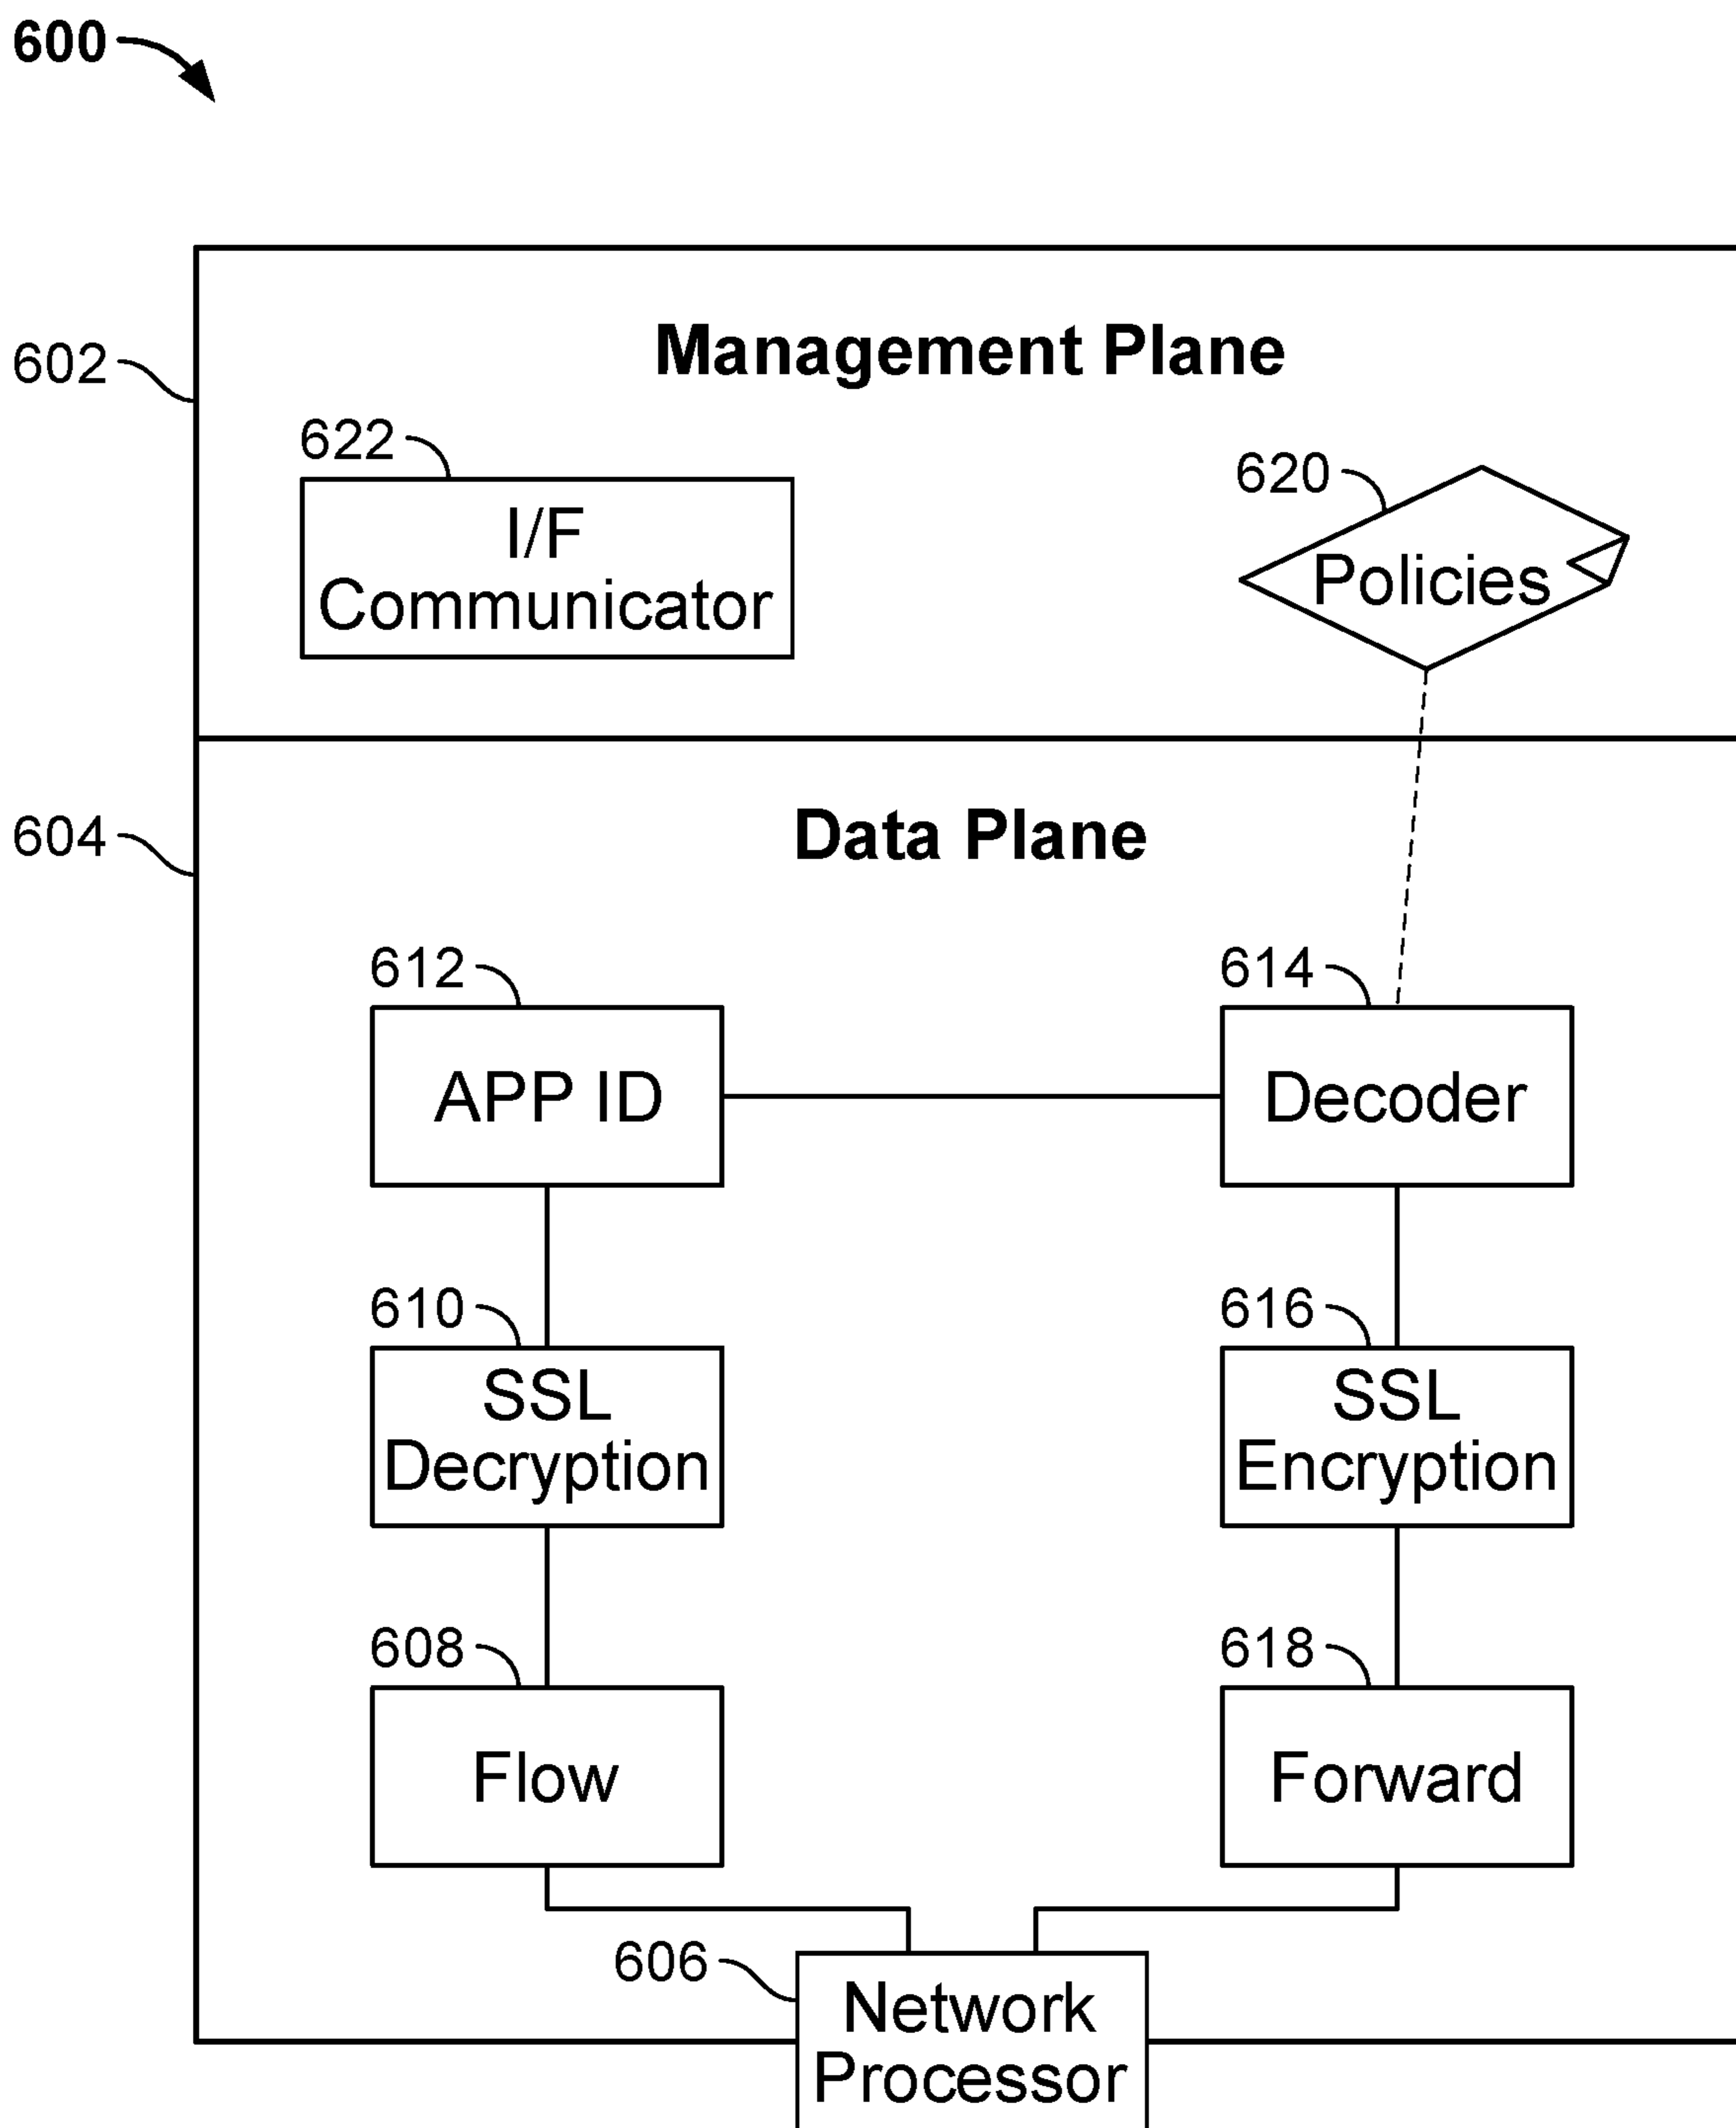 600
602
Management Plane
622
I/F
Communicator
620
Policies
604
Data Plane
612
APP ID
614
Decoder
610
SSL
Decryption
616
SSL
Encryption
608
Flow
618
Forward
606
Network
Processor